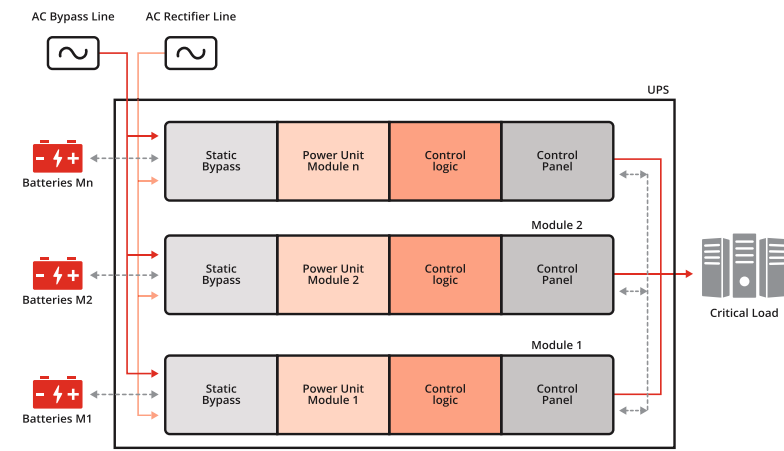 AC Bypass Line
AC Rectifier Line
UPS
Static
Bypass
Power Unit
Module n
Control
logic
Control
Panel
Batteries Mn
Module 2
Static
Bypass
Power Unit
Module 2
Control
logic
Control
Panel
Batteries M2
Critical Load
Module 1
Static
Bypass
Power Unit
Module 1
Control
logic
Control
Panel
Batteries M1